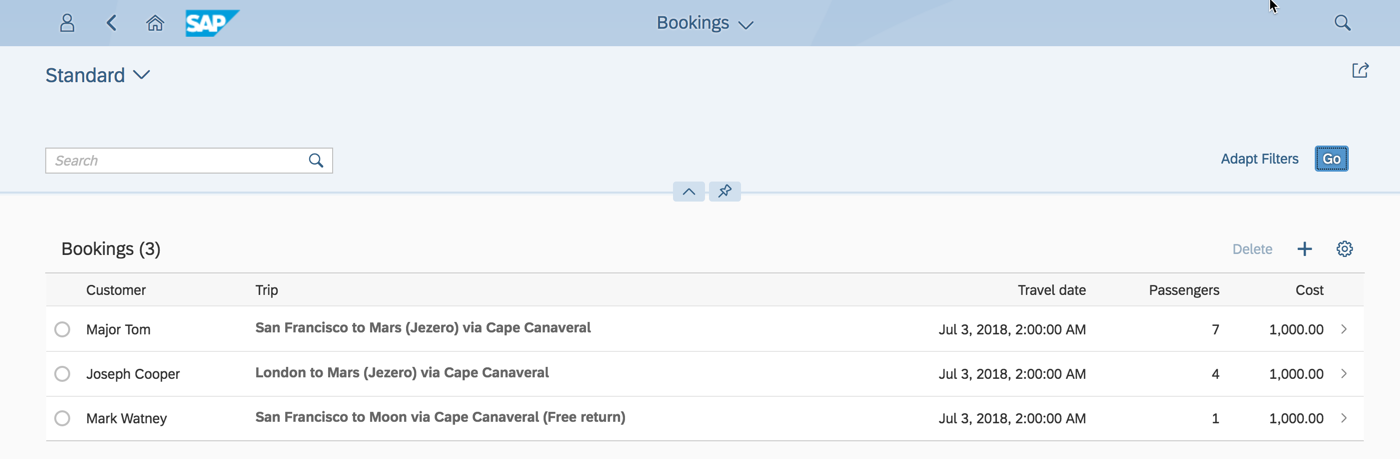 SAP Bookings
Standard
Search Adapt Filters Go
Bookings (3) Delete
Customer Trip Travel date Passengers Cost
Major Tom San Francisco to Mars (Jezero) via Cape Canaveral Jul 3, 2018, 2:00:00 AM 7 1,000.00
Joseph Cooper London to Mars (Jezero) via Cape Canaveral Jul 3, 2018, 2:00:00 AM 4 1,000.00
Mark Watney San Francisco to Moon via Cape Canaveral (Free return) Jul 3, 2018, 2:00:00 AM 1 1,000.00